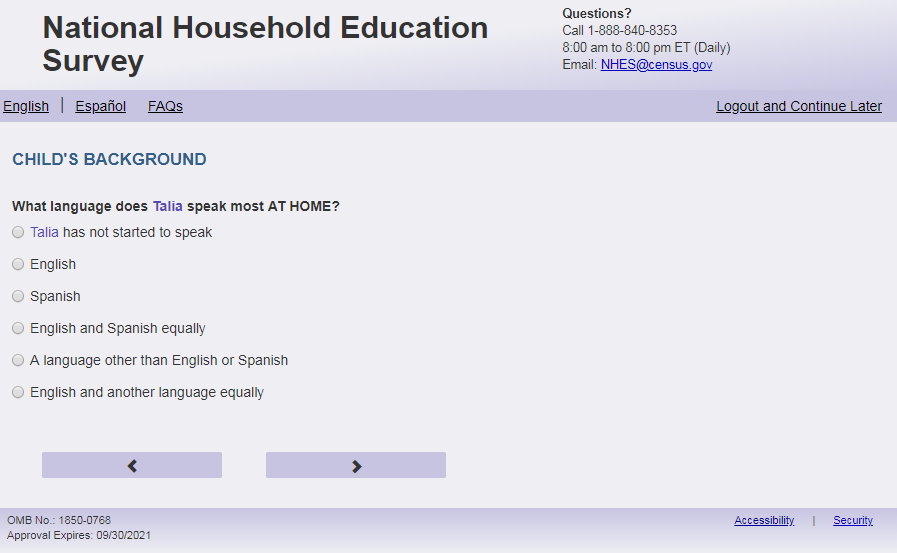 National Household Education
Survey
Questions?
Call 1-888-840-8353
8:00 am to 8:00 pm ET (Daily)
Email: NHES@census.gov
English | Español FAQs Logout and Continue Later
CHILD'S BACKGROUND
What language does Talia speak most AT HOME?
Talia has not started to speak
English
Spanish
English and Spanish equally
A language other than English or Spanish
English and another language equally
OMB No.: 1850-0768
Approval Expires: 09/30/2021
Accessibility | Security